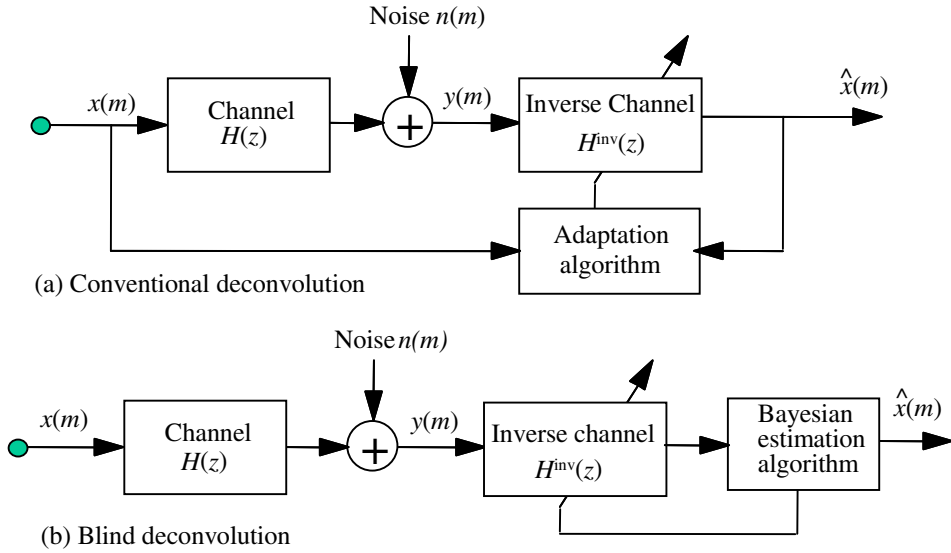 Noise n(m)
x(m)
Channel
H(z)
+
y(m)
Inverse Channel
H^inv(z)
x̂(m)
Adaptation
algorithm
(a) Conventional deconvolution
Noise n(m)
x(m)
Channel
H(z)
+
y(m)
Inverse channel
H^inv(z)
Bayesian
estimation
algorithm
x̂(m)
(b) Blind deconvolution